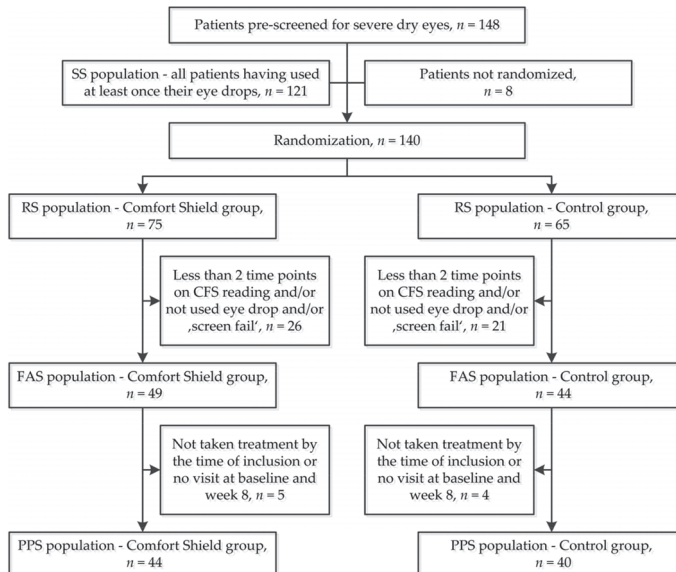 Patients pre-screened for severe dry eyes, n = 148
SS population - all patients having used
at least once their eye drops, n = 121
Patients not randomized,
n = 8
Randomization, n = 140
RS population - Comfort Shield group,
n = 75
RS population - Control group,
n = 65
Less than 2 time points
on CFS reading and/or
not used eye drop and/or
‚screen fail‘, n = 26
Less than 2 time points
on CFS reading and/or
not used eye drop and/or
‚screen fail‘, n = 21
FAS population - Comfort Shield group,
n = 49
FAS population - Control group,
n = 44
Not taken treatment by
the time of inclusion or
no visit at baseline and
week 8, n = 5
Not taken treatment by
the time of inclusion or
no visit at baseline and
week 8, n = 4
PPS population - Comfort Shield group,
n = 44
PPS population - Control group,
n = 40